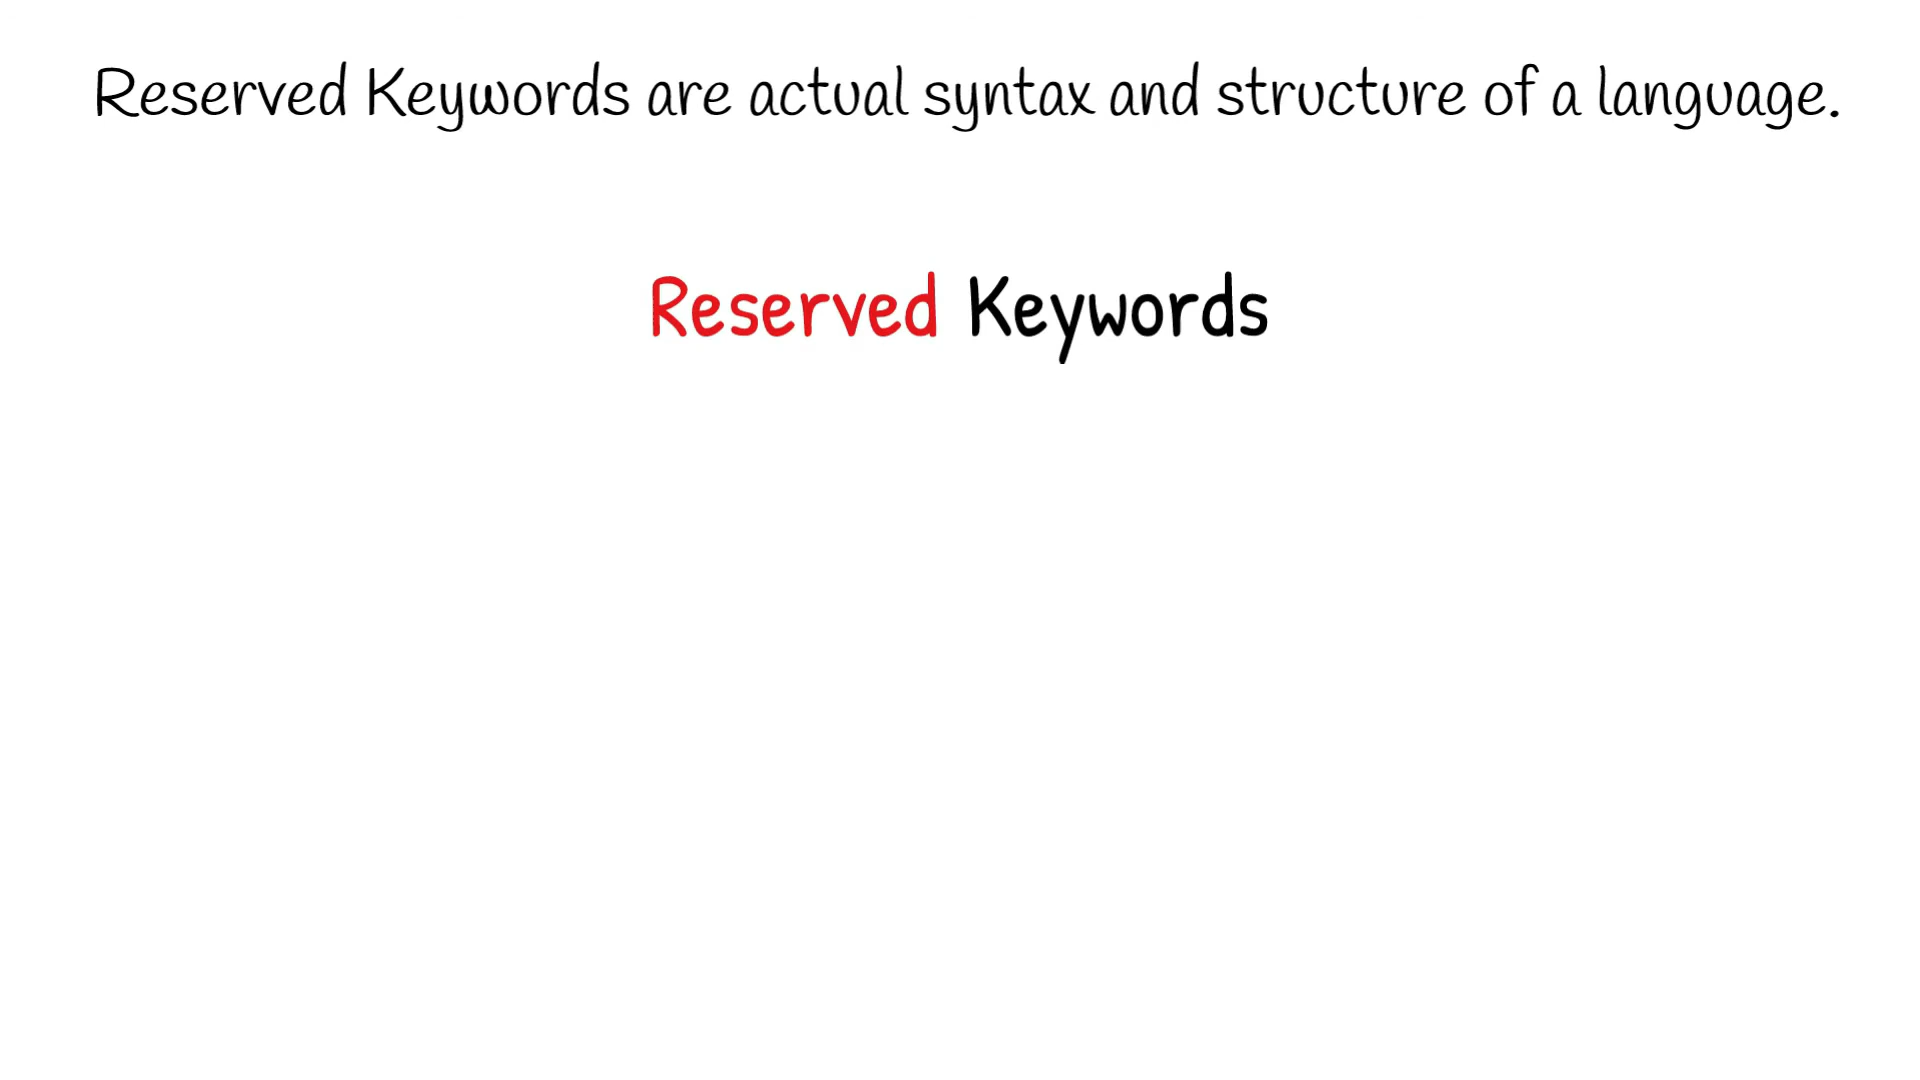 Reserved Keywords are actual syntax and structure of a language.
Reserved Keywords